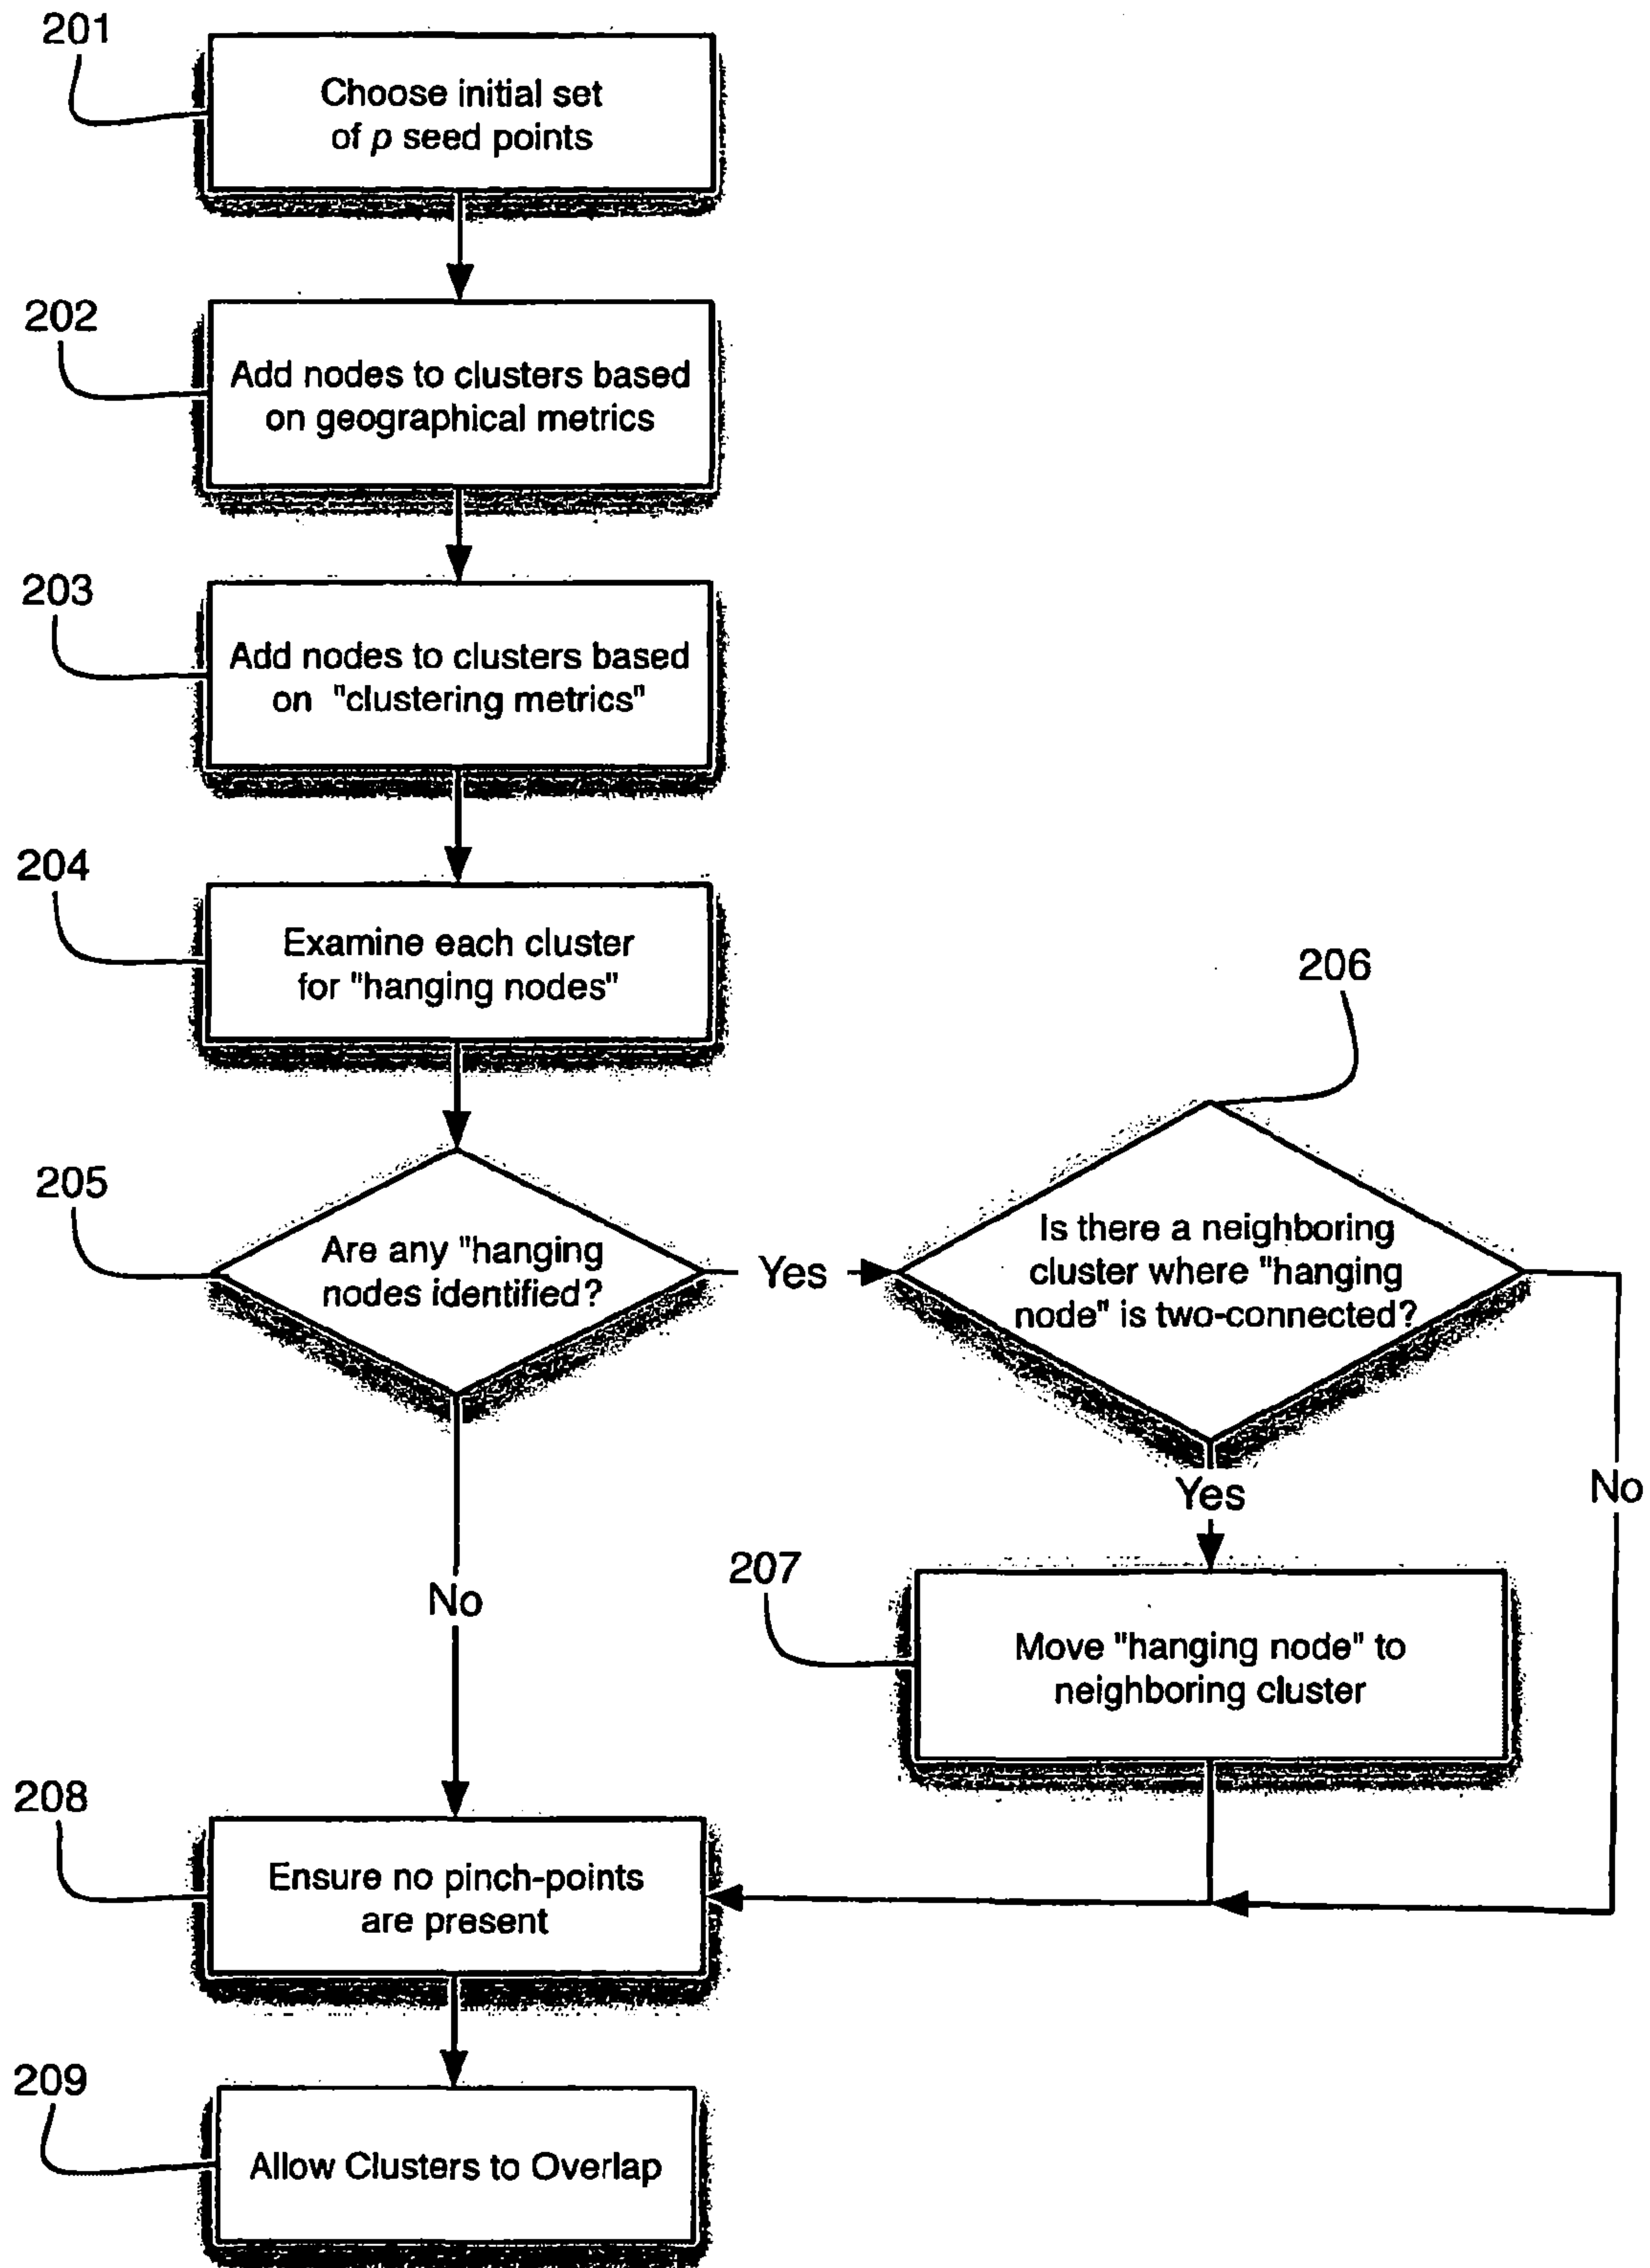 201
Choose initial set
of p seed points
202
Add nodes to clusters based
on geographical metrics
203
Add nodes to clusters based
on "clustering metrics"
204
Examine each cluster
for "hanging nodes"
205
Are any "hanging
nodes identified?
Yes
206
Is there a neighboring
cluster where "hanging
node" is two-connected?
Yes
No
No
207
Move "hanging node" to
neighboring cluster
208
Ensure no pinch-points
are present
209
Allow Clusters to Overlap